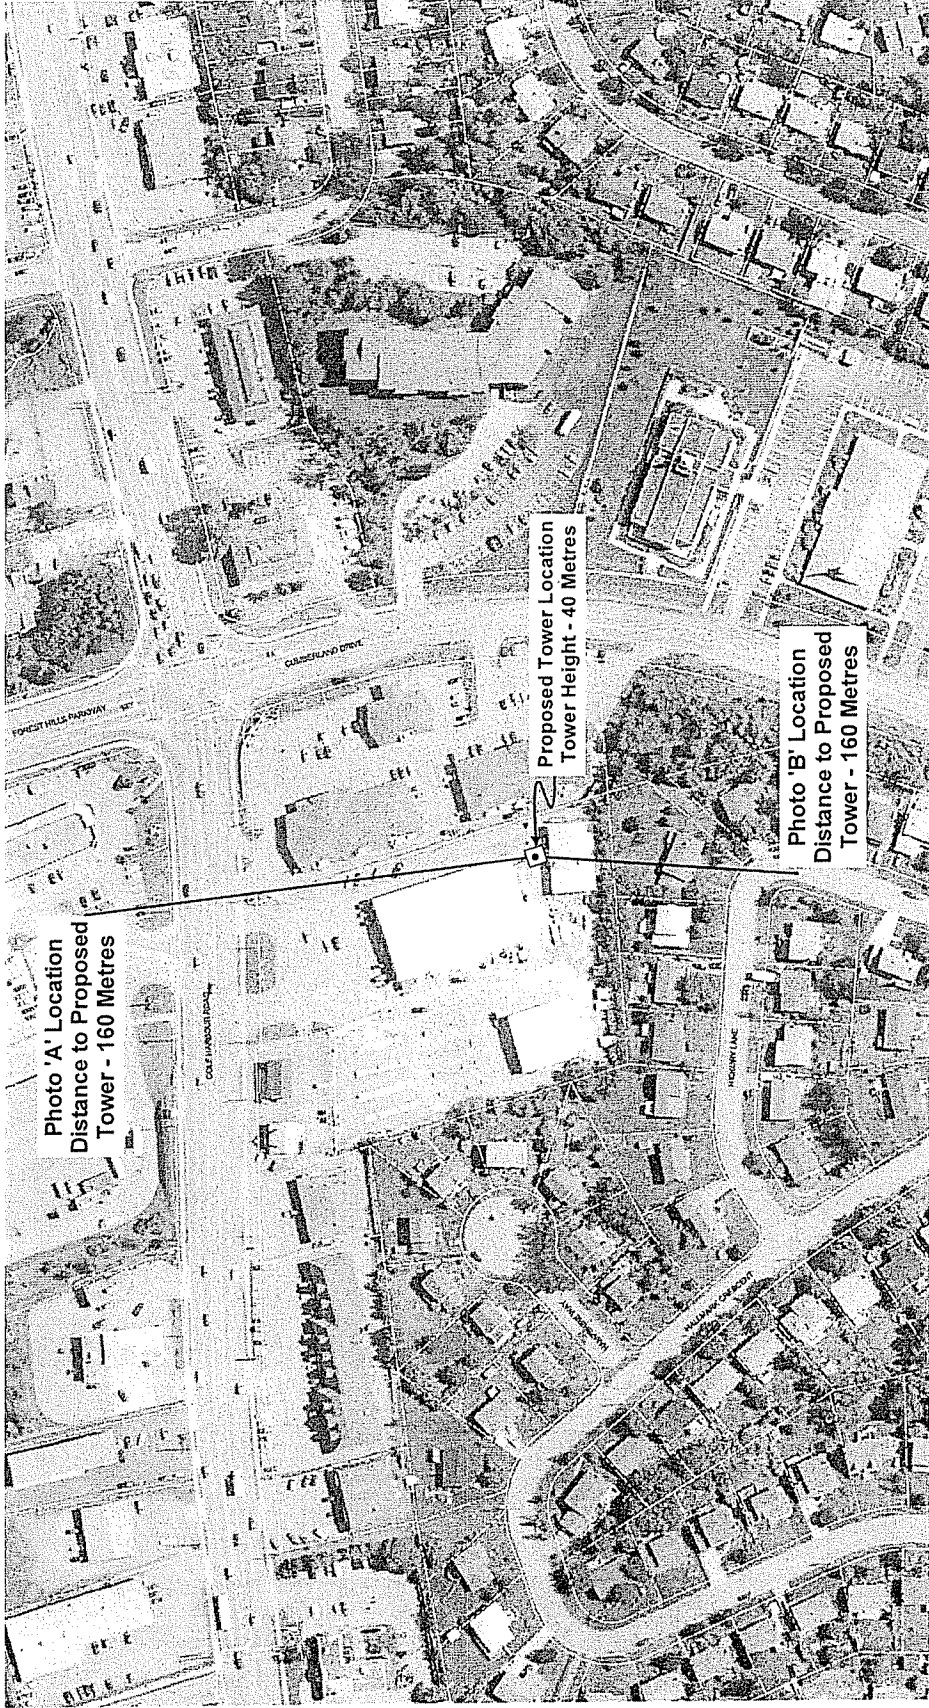 Photo 'A' Location
Distance to Proposed
Tower - 160 Metres
COLE HARBOUR ROAD
FOREST HILLS PARKWAY
CUMBERLAND DRIVE
Proposed Tower Location
Tower Height - 40 Metres
Photo 'B' Location
Distance to Proposed
Tower - 160 Metres
HICKORY LANE